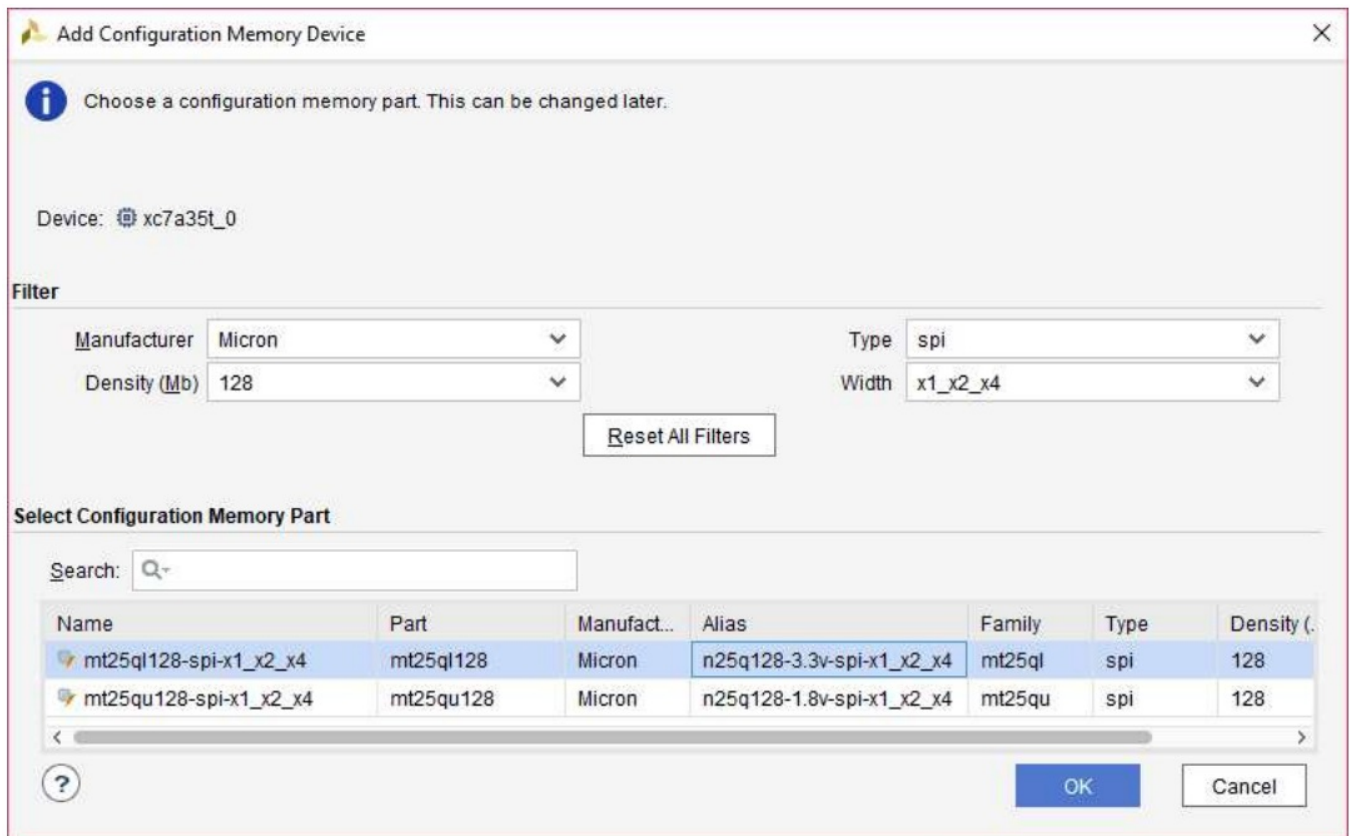 Add Configuration Memory Device
Choose a configuration memory part. This can be changed later.
Device: xc7a35t_0
Filter
Manufacturer Micron Type spi
Density (Mb) 128 Width x1_x2_x4
Reset All Filters
Select Configuration Memory Part
Search:
Name Part Manufact... Alias Family Type Density (.
mt25ql128-spi-x1_x2_x4 mt25ql128 Micron n25q128-3.3v-spi-x1_x2_x4 mt25ql spi 128
mt25qu128-spi-x1_x2_x4 mt25qu128 Micron n25q128-1.8v-spi-x1_x2_x4 mt25qu spi 128
? OK Cancel